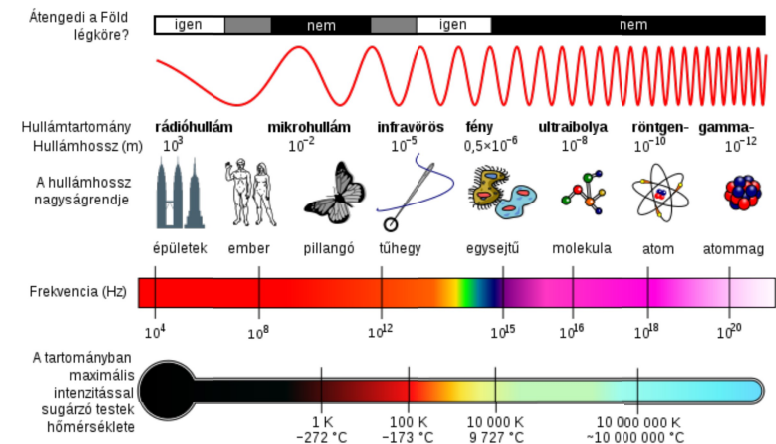 Átengedi a Föld
légköre?
igen nem igen nem
Hullámtartomány rádióhullám mikrohullám infravörös fény ultraibolya röntgen- gamma-
Hullámhossz (m) 10³ 10⁻² 10⁻⁵ 0,5×10⁻⁶ 10⁻⁸ 10⁻¹⁰ 10⁻¹²
A hullámhossz
nagyságrendje
épületek ember pillangó tűhegy egysejtű molekula atom atommag
Frekvencia (Hz)
10⁴ 10⁸ 10¹² 10¹⁵ 10¹⁶ 10¹⁸ 10²⁰
A tartományban
maximális
intenzitással
sugárzó testek
hőmérséklete
1 K 100 K 10 000 K 10 000 000 K
−272 °C −173 °C 9 727 °C ~10 000 000 °C